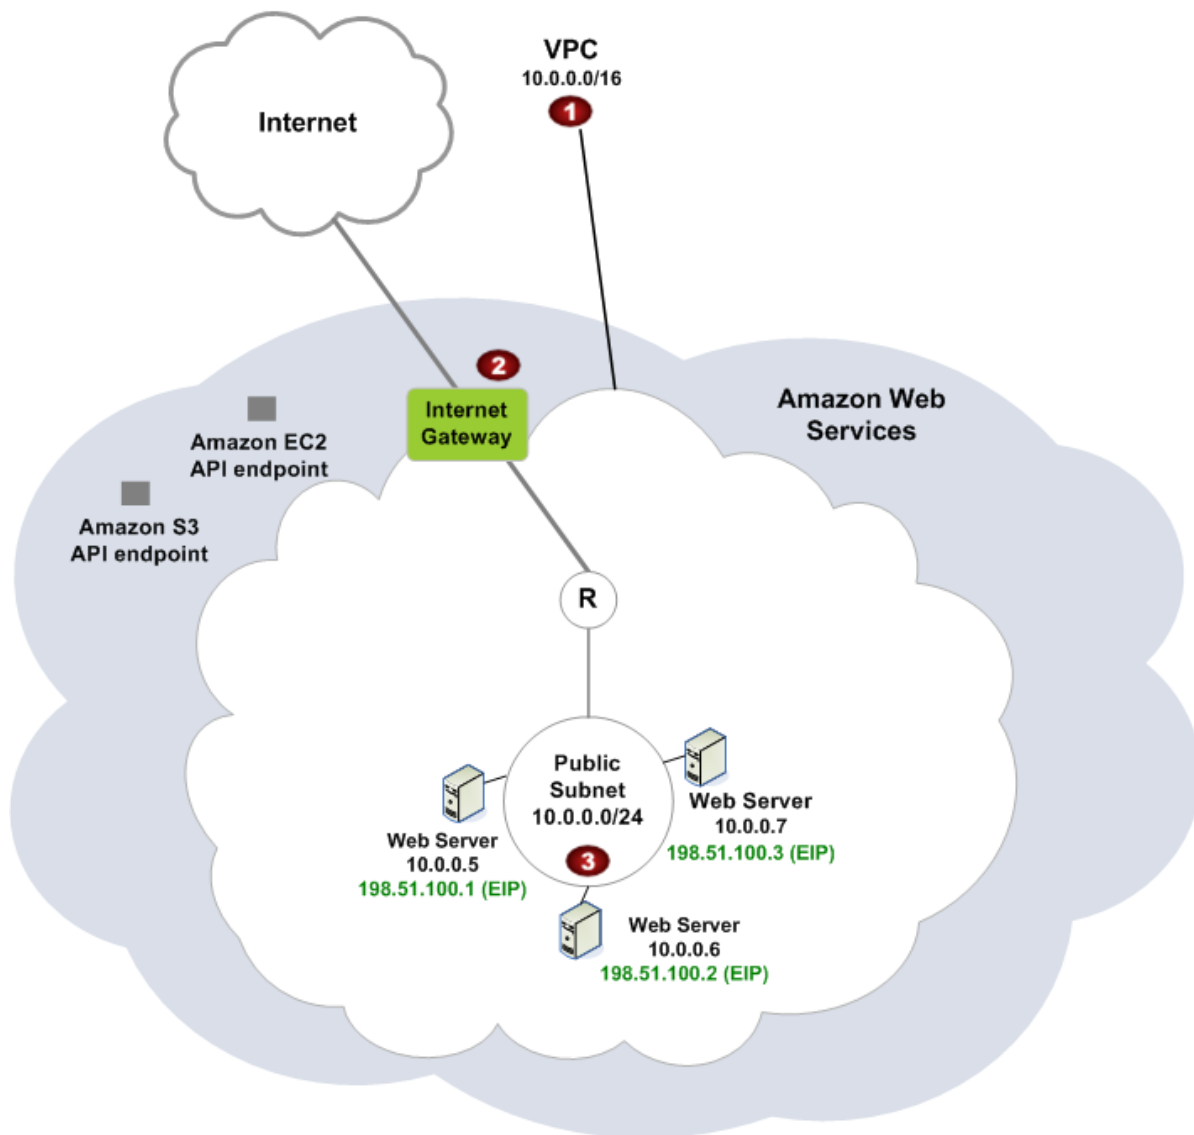 VPC
10.0.0.0/16
1
Internet
2
Internet
Gateway
Amazon Web
Services
Amazon EC2
API endpoint
Amazon S3
API endpoint
R
Public
Subnet
10.0.0.0/24
3
Web Server
10.0.0.7
198.51.100.3 (EIP)
Web Server
10.0.0.5
198.51.100.1 (EIP)
Web Server
10.0.0.6
198.51.100.2 (EIP)